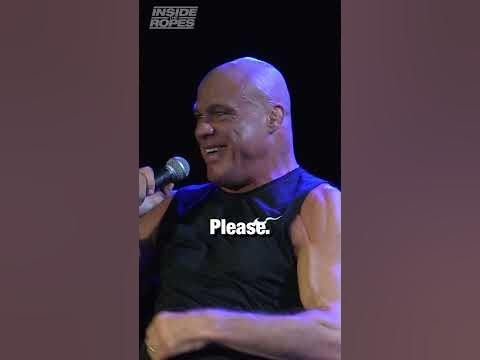 INSIDE
THE
ROPES
Please.